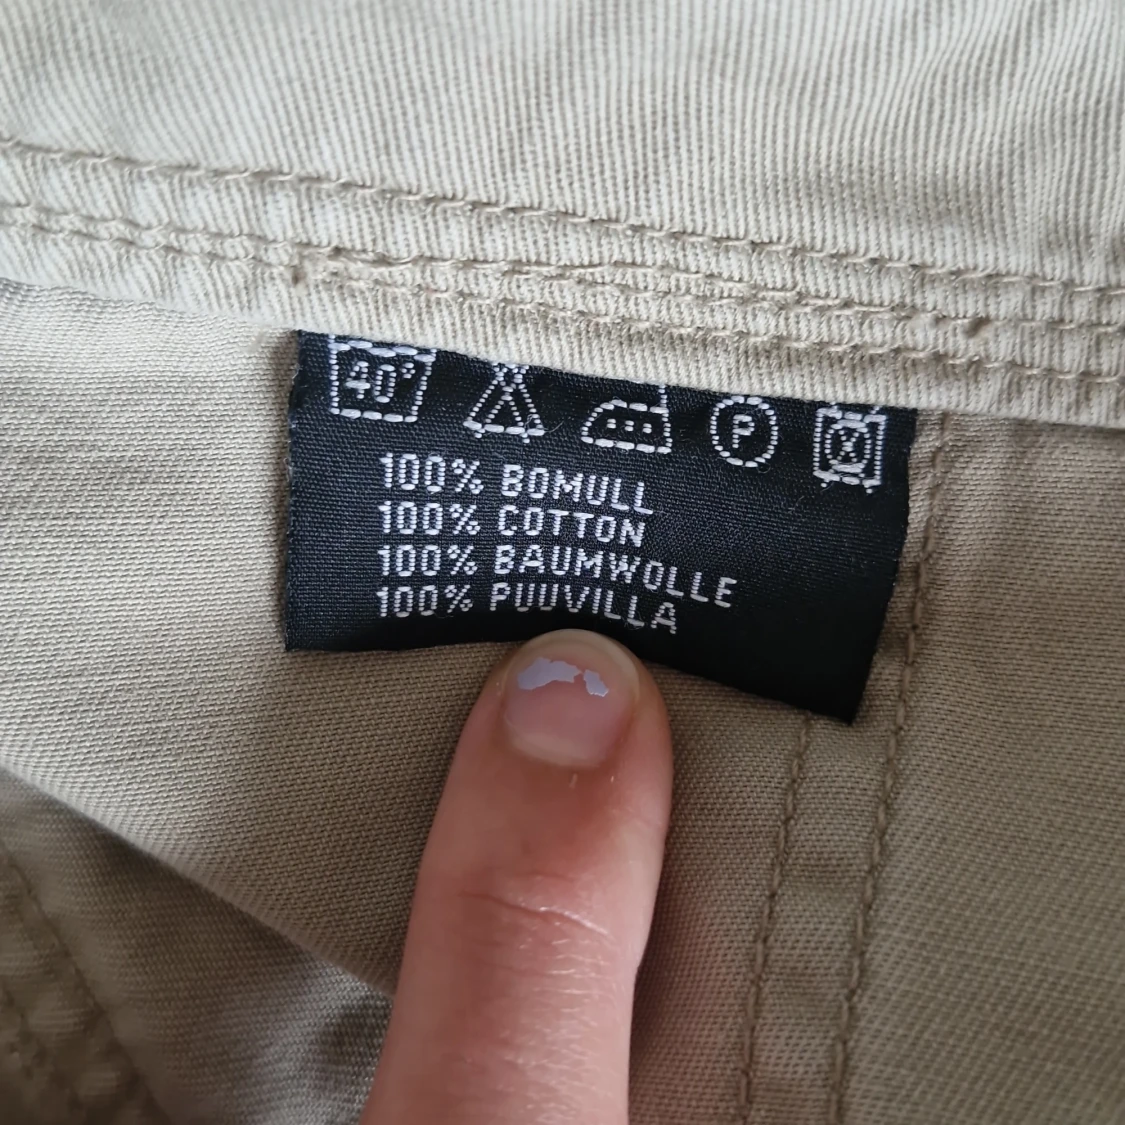 40°
P
100% BOMULL
100% COTTON
100% BAUMWOLLE
100% PUUVILLA